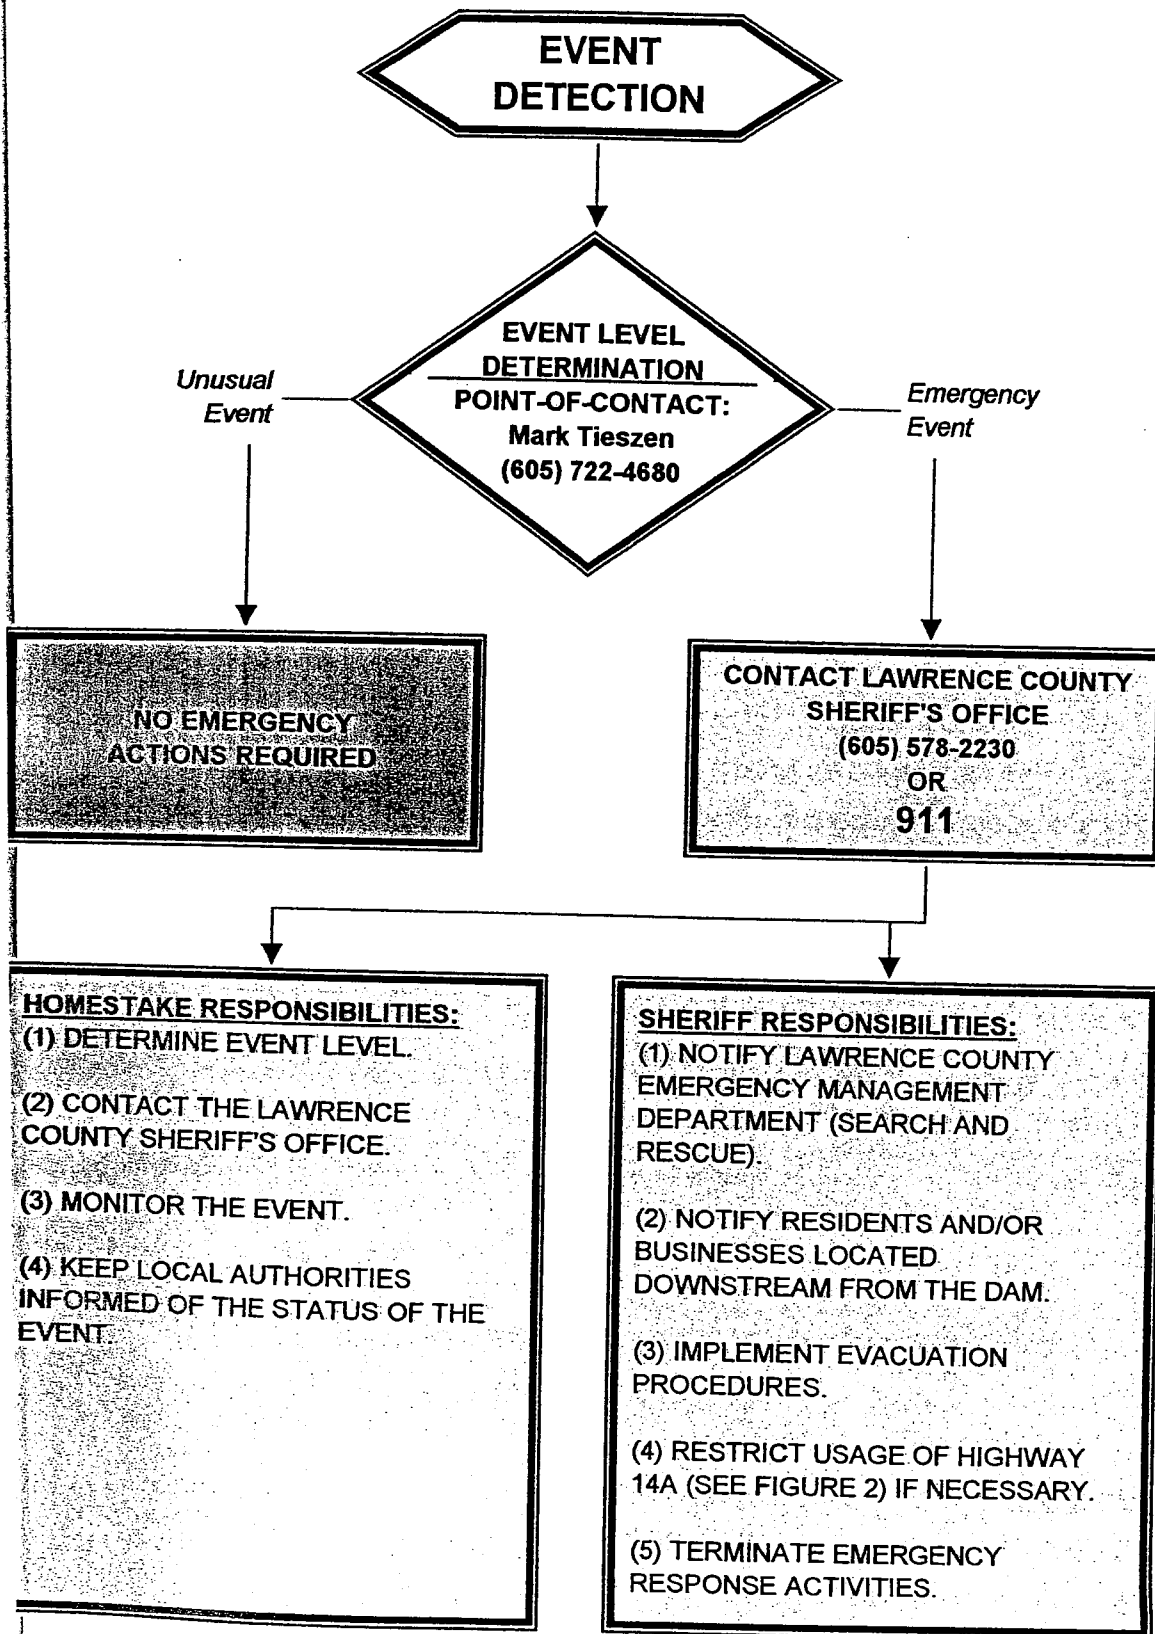 EVENT
DETECTION
EVENT LEVEL
DETERMINATION
POINT-OF-CONTACT:
Mark Tieszen
(605) 722-4680
Unusual
Event
Emergency
Event
NO EMERGENCY
ACTIONS REQUIRED
CONTACT LAWRENCE COUNTY
SHERIFF'S OFFICE
(605) 578-2230
OR
911
HOMESTAKE RESPONSIBILITIES:
(1) DETERMINE EVENT LEVEL.
(2) CONTACT THE LAWRENCE
COUNTY SHERIFF'S OFFICE.
(3) MONITOR THE EVENT.
(4) KEEP LOCAL AUTHORITIES
INFORMED OF THE STATUS OF THE
EVENT.
SHERIFF RESPONSIBILITIES:
(1) NOTIFY LAWRENCE COUNTY
EMERGENCY MANAGEMENT
DEPARTMENT (SEARCH AND
RESCUE).
(2) NOTIFY RESIDENTS AND/OR
BUSINESSES LOCATED
DOWNSTREAM FROM THE DAM.
(3) IMPLEMENT EVACUATION
PROCEDURES.
(4) RESTRICT USAGE OF HIGHWAY
14A (SEE FIGURE 2) IF NECESSARY.
(5) TERMINATE EMERGENCY
RESPONSE ACTIVITIES.